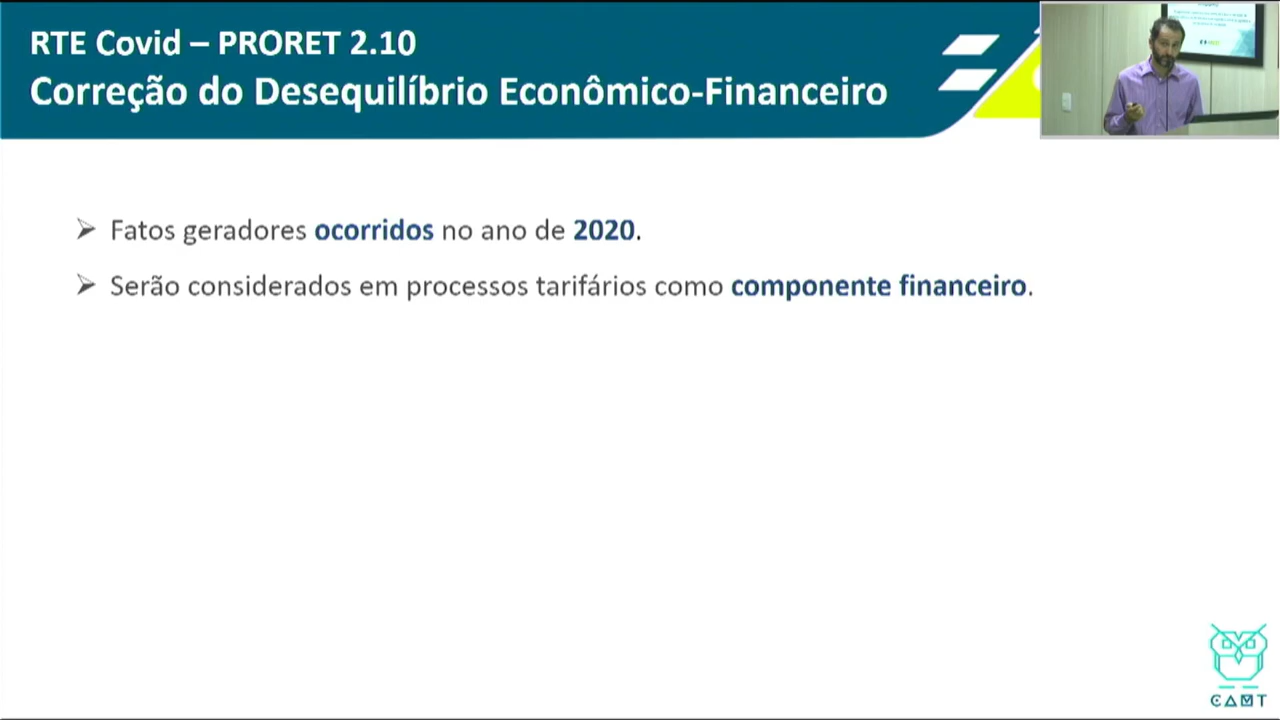 RTE Covid – PRORET 2.10
Correção do Desequilíbrio Econômico-Financeiro
Fatos geradores ocorridos no ano de 2020.
Serão considerados em processos tarifários como componente financeiro.
CAMT